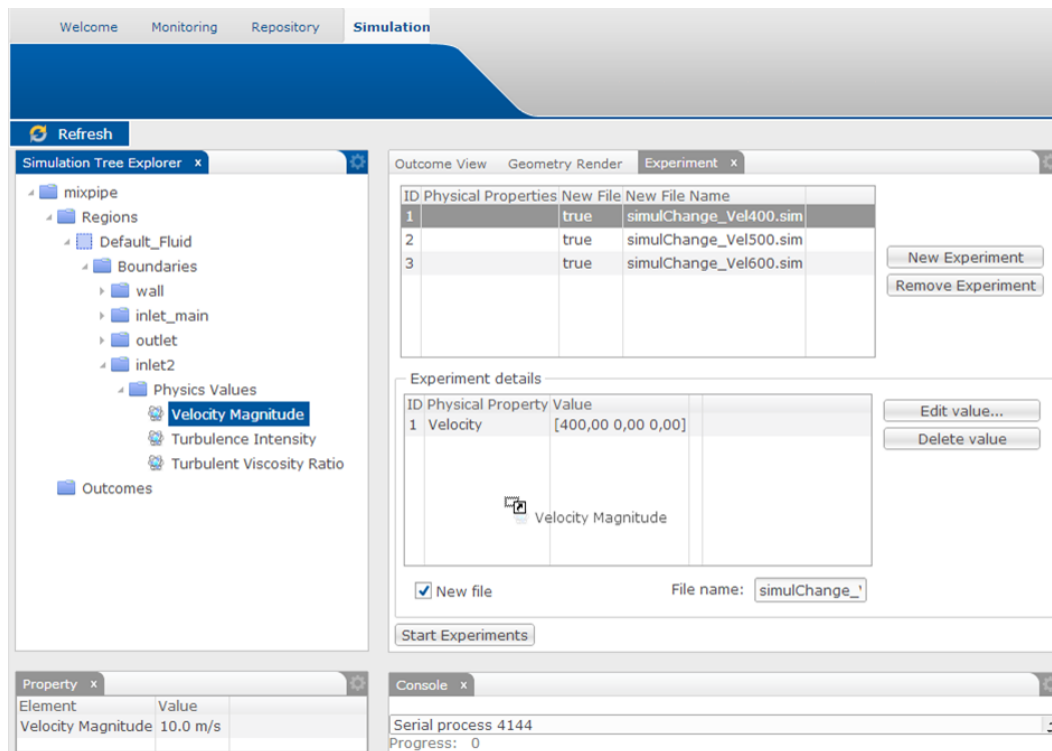 Welcome Monitoring Repository Simulation
Refresh
Simulation Tree Explorer x
mixpipe
Regions
Default_Fluid
Boundaries
wall
inlet_main
outlet
inlet2
Physics Values
Velocity Magnitude
Turbulence Intensity
Turbulent Viscosity Ratio
Outcomes
Outcome View Geometry Render Experiment x
ID Physical Properties New File New File Name
1 true simulChange_Vel400.sim
2 true simulChange_Vel500.sim
3 true simulChange_Vel600.sim
New Experiment
Remove Experiment
Experiment details
ID Physical Property Value
1 Velocity [400,00 0,00 0,00]
Velocity Magnitude
Edit value...
Delete value
New file File name: simulChange_
Start Experiments
Property x
Element Value
Velocity Magnitude 10.0 m/s
Console x
Serial process 4144
Progress: 0